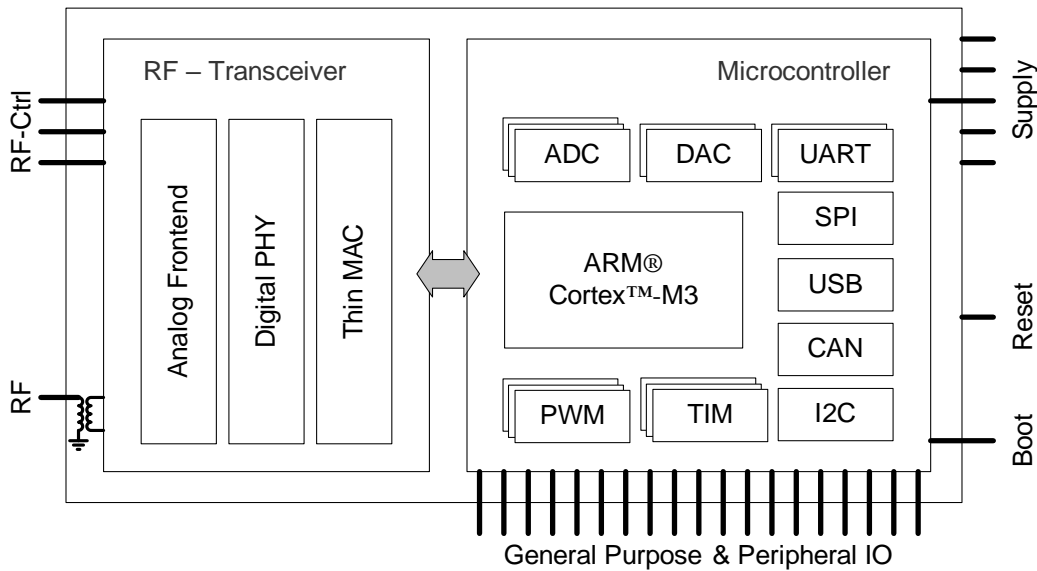 RF – Transceiver
Microcontroller
RF-Ctrl
RF
Analog Frontend
Digital PHY
Thin MAC
ADC
DAC
UART
SPI
ARM®
Cortex™-M3
USB
CAN
PWM
TIM
I2C
Supply
Reset
Boot
General Purpose & Peripheral IO